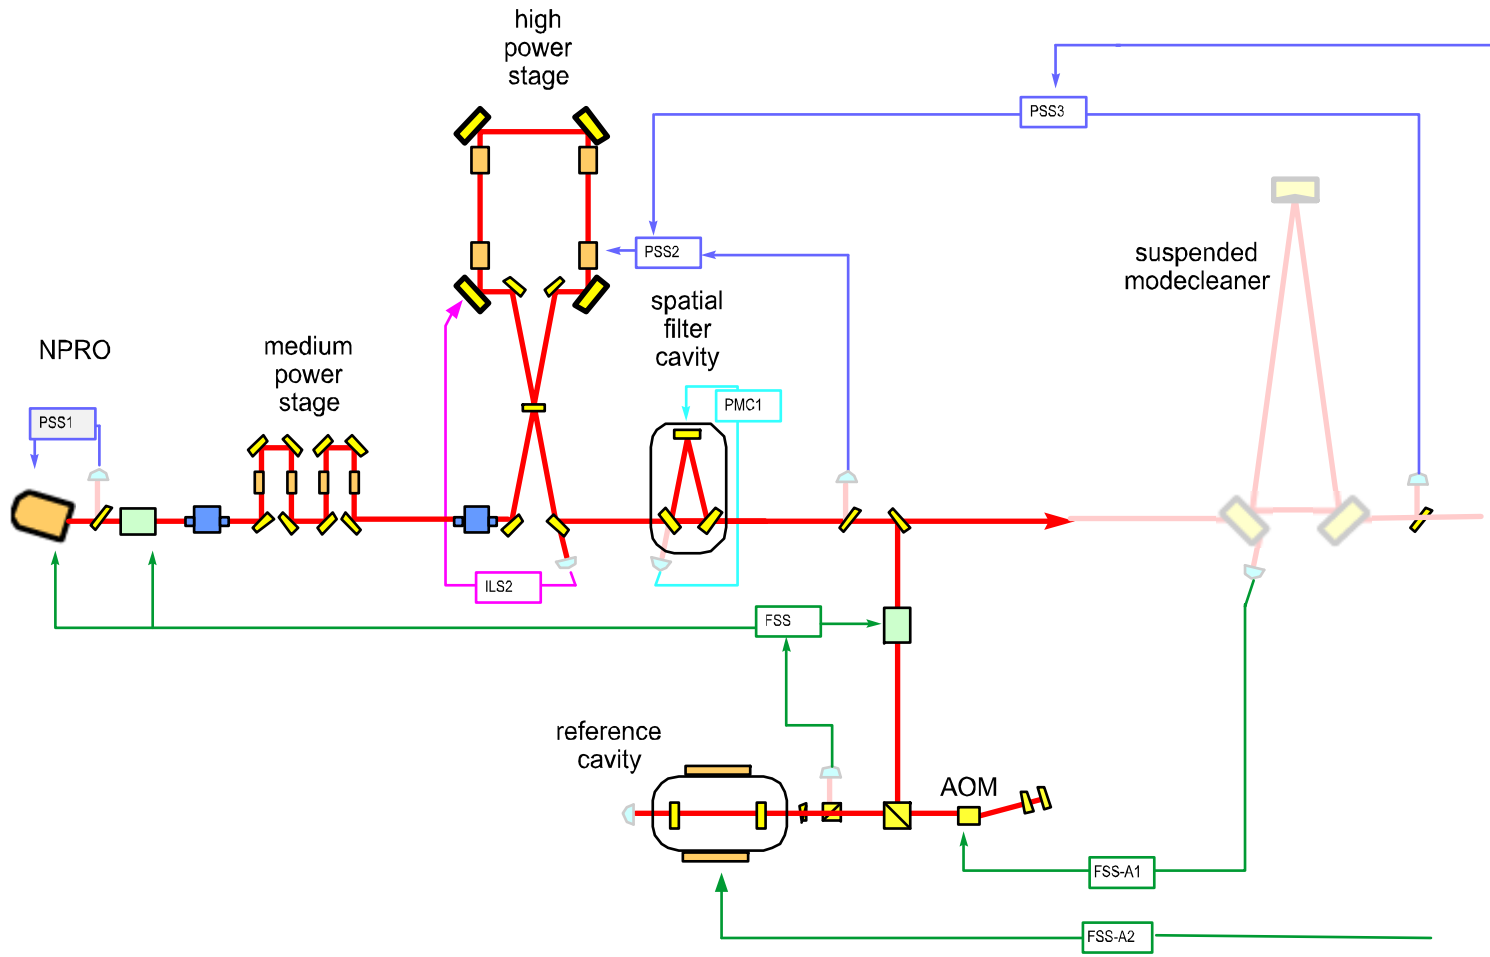 high
power
stage
PSS3
PSS2
suspended
modecleaner
spatial
filter
cavity
NPRO
medium
power
stage
PMC1
PSS1
ILS2
FSS
reference
cavity
AOM
FSS-A1
FSS-A2